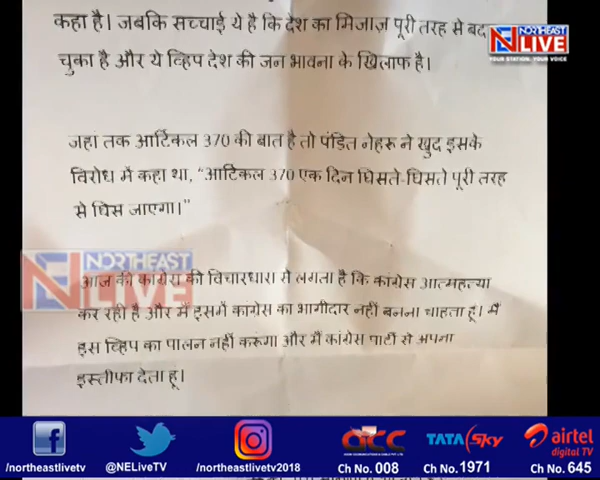 कहा है। जबकि सच्चाई ये है कि देश का मिजाज़ पूरी तरह से बद
चुका है और ये व्हिप देश की जन भावना के खिलाफ है।
NORTHEAST
LIVE
YOUR STATION. YOUR VOICE
जहां तक आर्टिकल 370 की बात है तो पंडित नेहरू ने खुद इसके
विरोध में कहा था, "आर्टिकल 370 एक दिन घिसते-घिसते पूरी तरह
से घिस जाएगा।"
NORTHEAST
LIVE
आज की कांग्रेस की विचारधारा से लगता है कि कांग्रेस आत्महत्या
कर रही है और मैं इसमें कांग्रेस का भागीदार नहीं बनना चाहता हूं। मैं
इस व्हिप का पालन नहीं करूंगा और मैं कांग्रेस पार्टी से अपना
इस्तीफा देता हूं।
/northeastlivetv
@NELiveTV
/northeastlivetv2018
acc
Ch No. 008
TATA Sky
Ch No.1971
airtel
digital TV
Ch No. 645